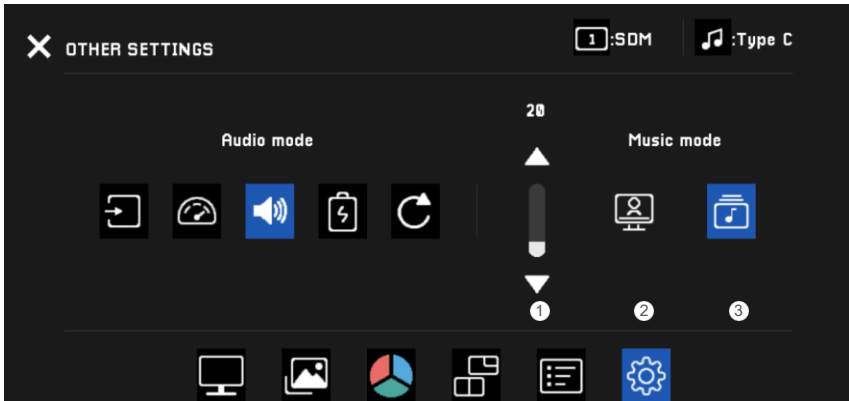 OTHER SETTINGS
1 :SDM
:Type C
20
Audio mode
Music mode
1
2
3